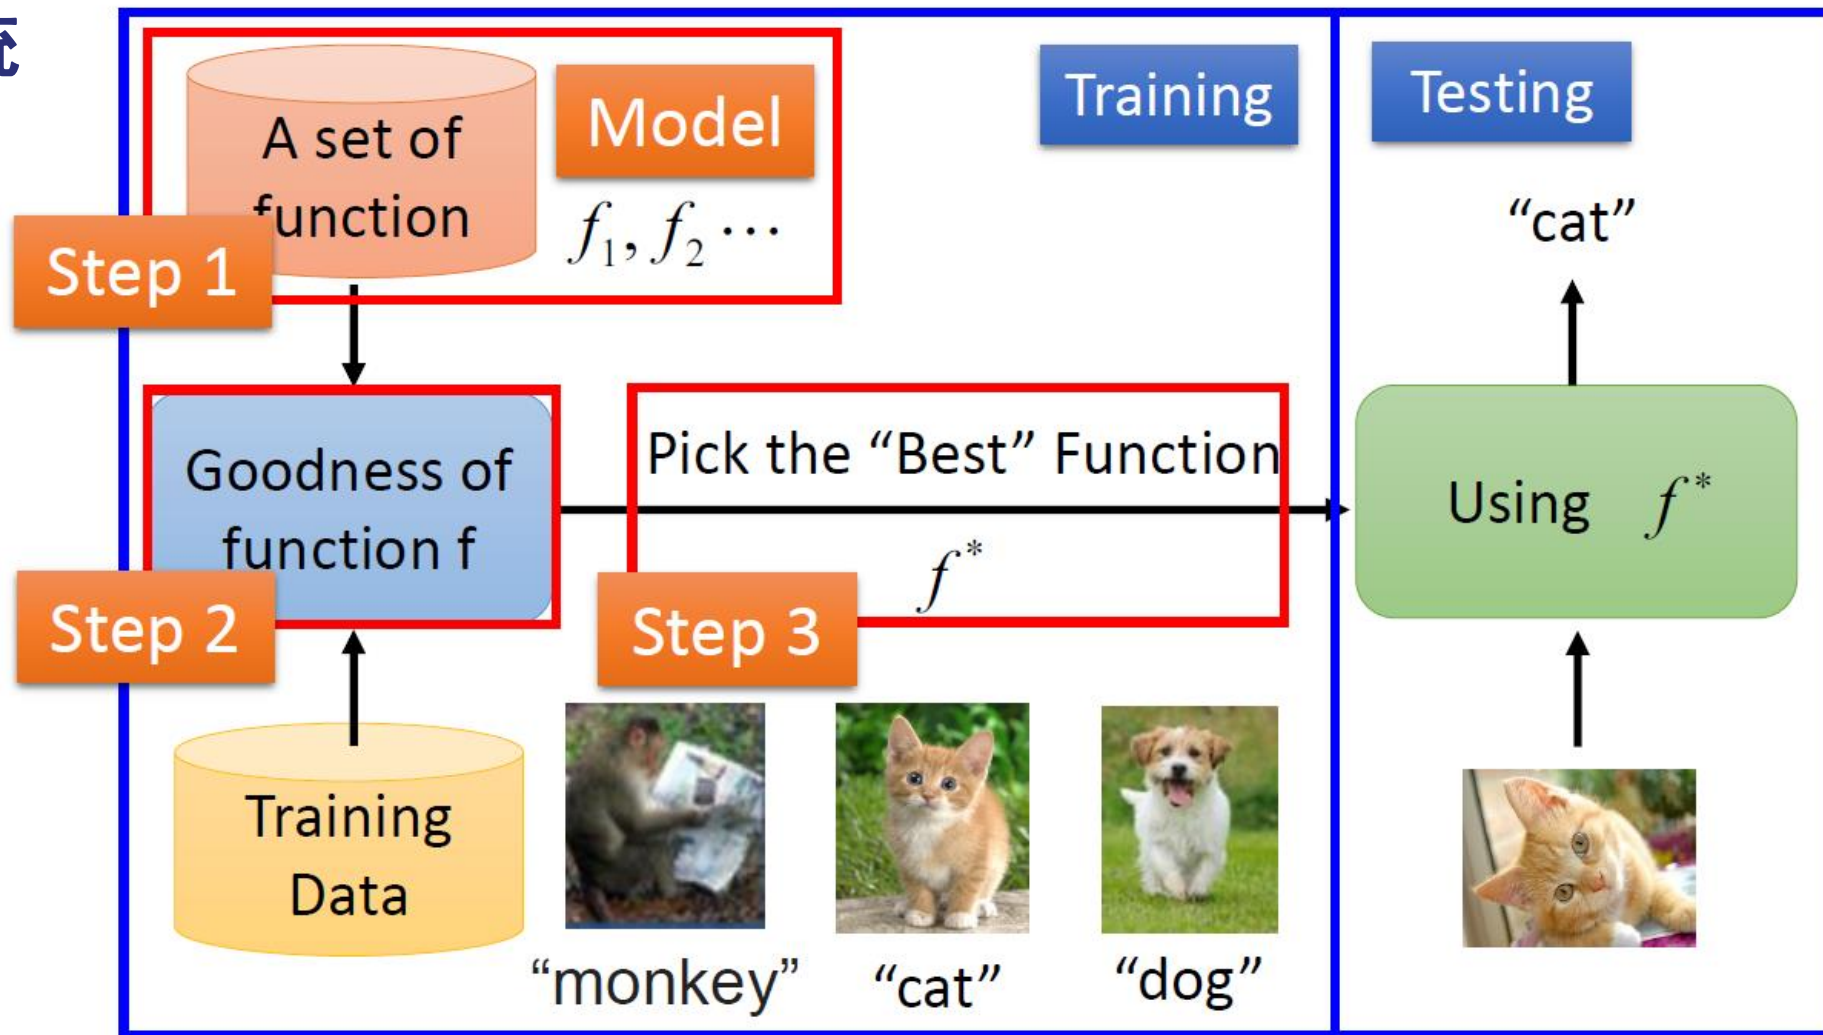 统
A set of
function
Model
f1, f2 ⋯
Step 1
Training
Testing
“cat”
Goodness of
function f
Step 2
Pick the “Best” Function
f*
Step 3
Using f*
Training
Data
“monkey”
“cat”
“dog”